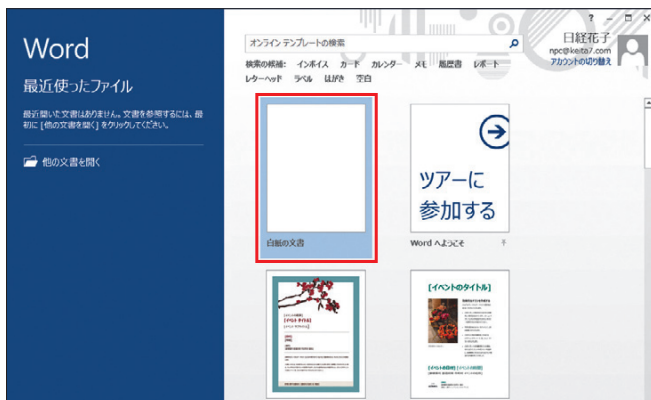 Word
最近使ったファイル
最近開いた文書はありません。文書を参照するには、最
初に [他の文書を開く] をクリックしてください。
他の文書を開く
オンライン テンプレートの検索
検索の候補: インボイス カード カレンダー メモ 履歴書 レポート
レターヘッド ラベル はがき 空白
?
日経花子
npc@keita7.com
アカウントの切り替え
白紙の文書
ツアーに
参加する
Word へようこそ
[イベント タイトル]
[イベントのタイトル]